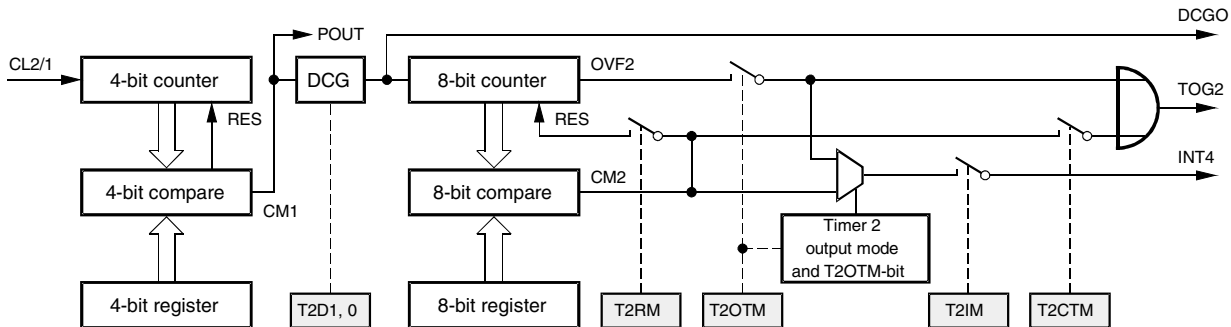 DCGO
POUT
CL2/1
4-bit counter
DCG
8-bit counter
OVF2
TOG2
RES
RES
INT4
4-bit compare
8-bit compare
CM2
CM1
Timer 2
output mode
and T2OTM-bit
4-bit register
T2D1, 0
8-bit register
T2RM
T2OTM
T2IM
T2CTM